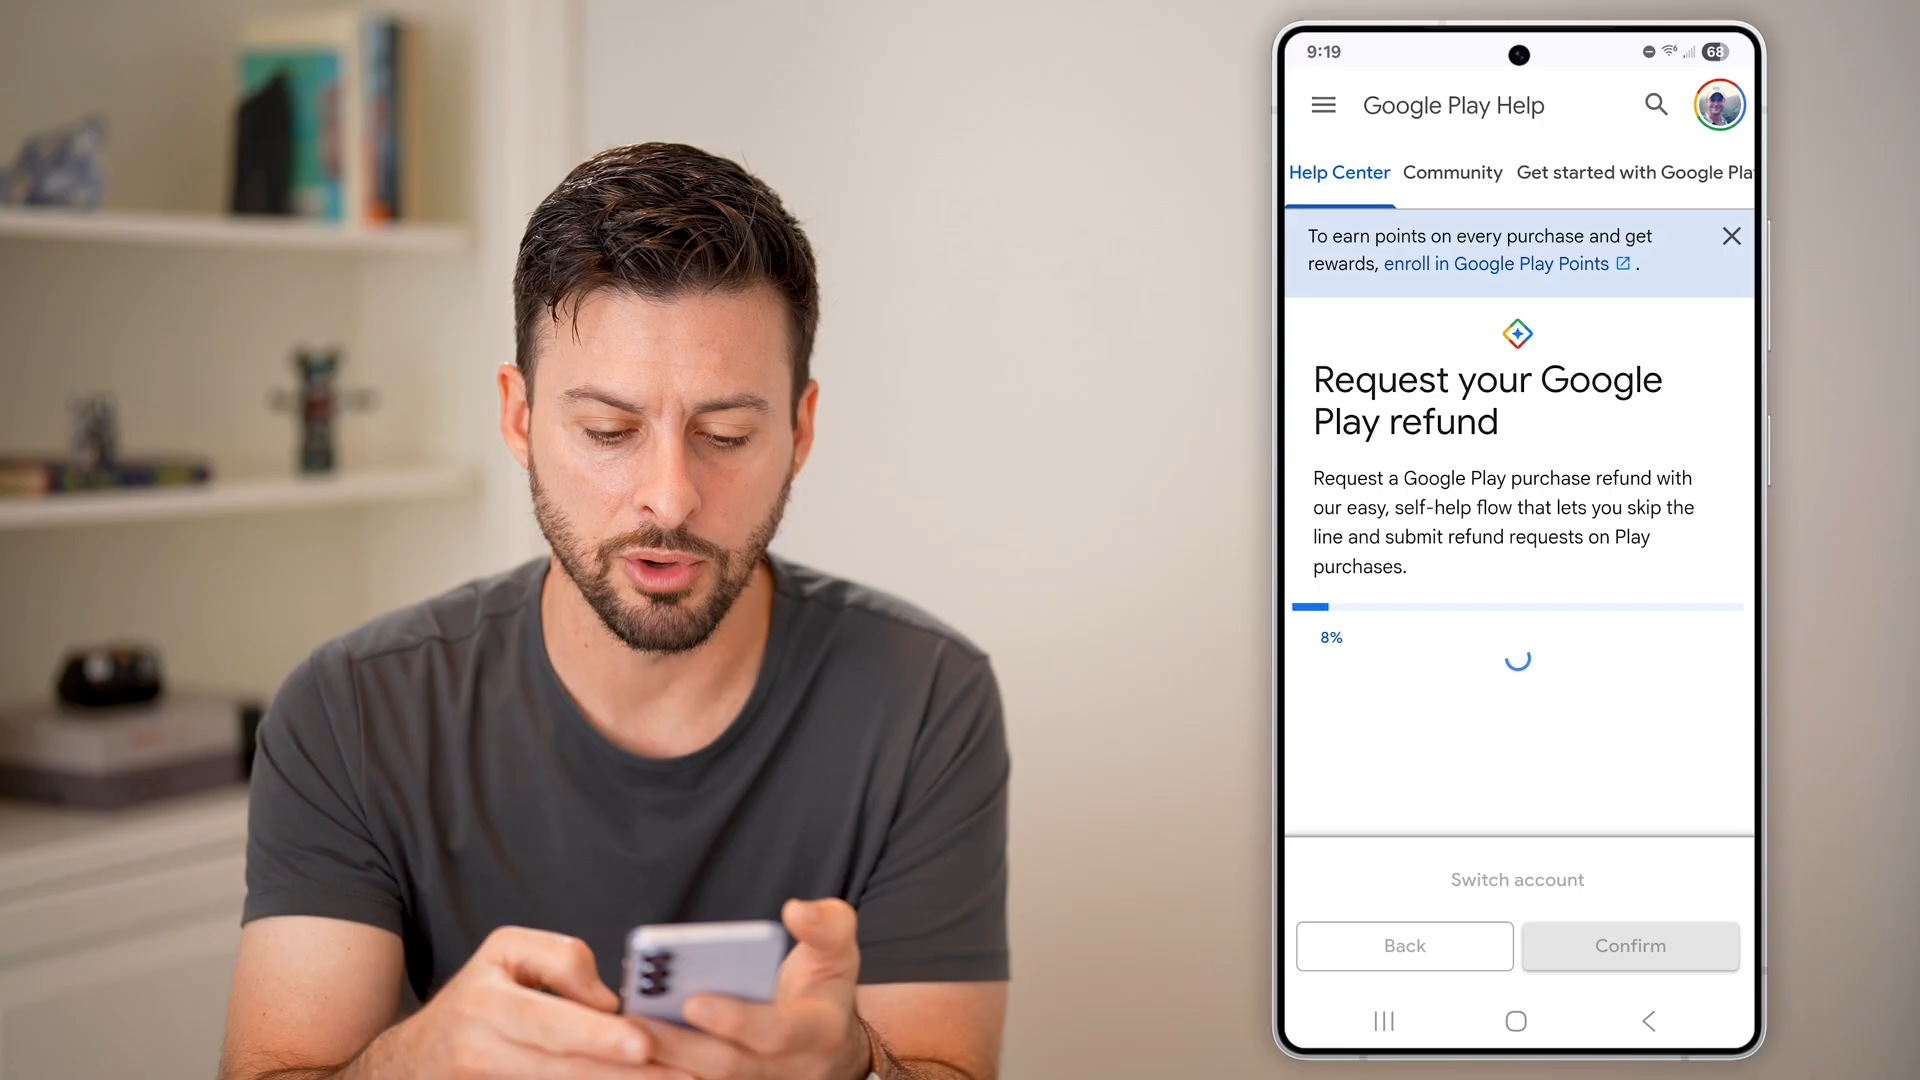 9:19
68
Google Play Help
Help Center Community Get started with Google Pla
To earn points on every purchase and get
rewards, enroll in Google Play Points .
Request your Google
Play refund
Request a Google Play purchase refund with
our easy, self-help flow that lets you skip the
line and submit refund requests on Play
purchases.
8%
Switch account
Back Confirm